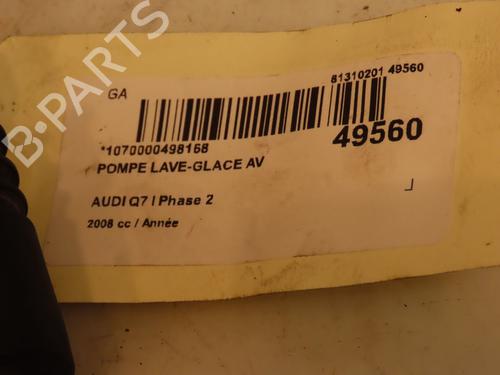 B-PARTS
GA
81310201 49560
*1070000498168
49560
POMPE LAVE-GLACE AV
AUDI Q7 I Phase 2
2008 cc / Année